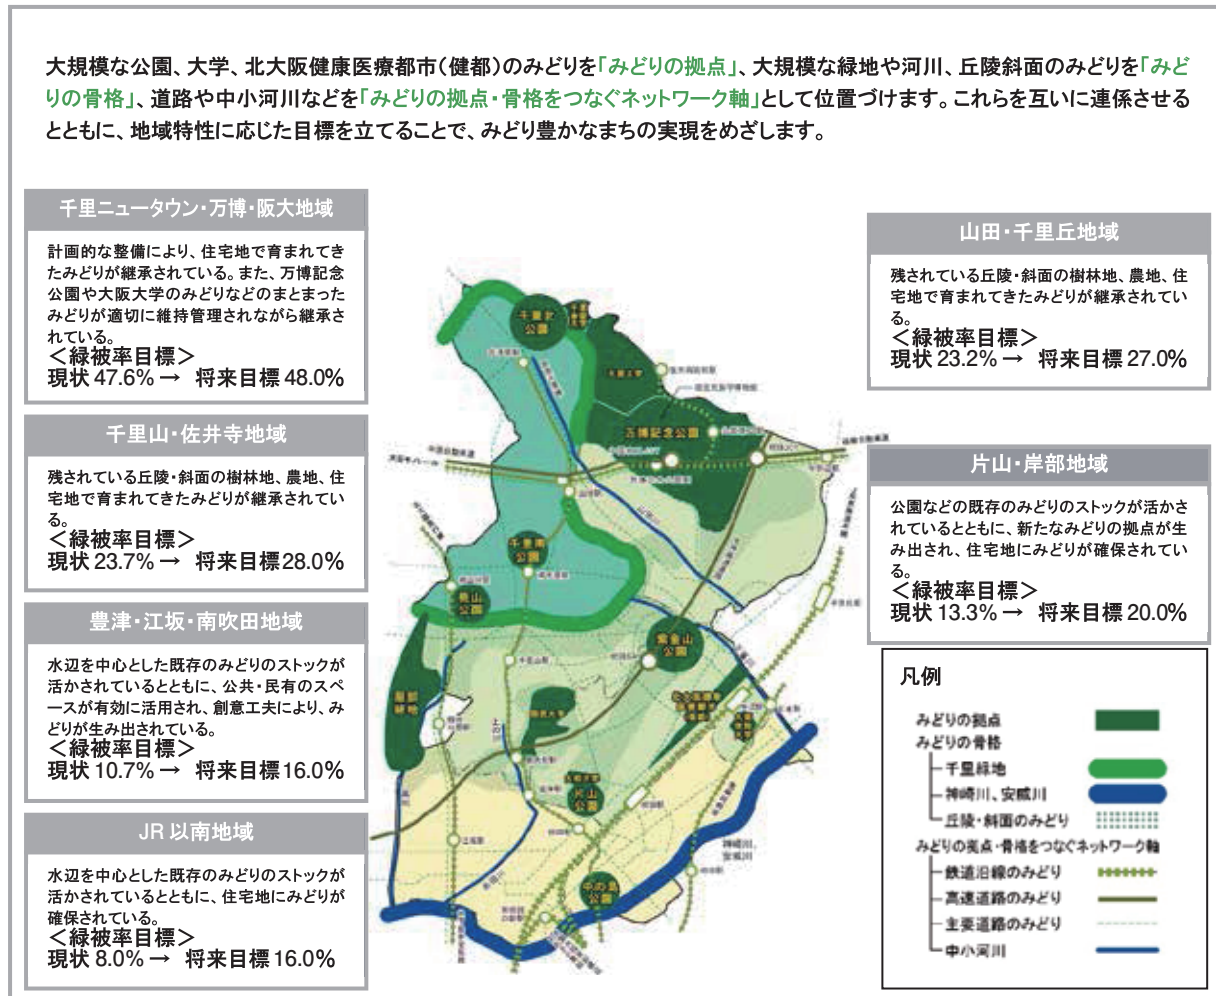 大規模な公園、大学、北大阪健康医療都市（健都）のみどりを「みどりの拠点」、大規模な緑地や河川、丘陵斜面のみどりを「みど
りの骨格」、道路や中小河川などを「みどりの拠点・骨格をつなぐネットワーク軸」として位置づけます。これらを互いに連係させる
とともに、地域特性に応じた目標を立てることで、みどり豊かなまちの実現をめざします。
千里ニュータウン・万博・阪大地域
計画的な整備により、住宅地で育まれてき
たみどりが継承されている。また、万博記念
公園や大阪大学のみどりなどのまとまった
みどりが適切に維持管理されながら継承さ
れている。
＜緑被率目標＞
現状 47.6% → 将来目標 48.0%
千里山・佐井寺地域
残されている丘陵・斜面の樹林地、農地、住
宅地で育まれてきたみどりが継承されてい
る。
＜緑被率目標＞
現状 23.7% → 将来目標 28.0%
豊津・江坂・南吹田地域
水辺を中心とした既存のみどりのストックが
活かされているとともに、公共・民有のスペ
ースが有効に活用され、創意工夫により、み
どりが生み出されている。
＜緑被率目標＞
現状 10.7% → 将来目標 16.0%
JR 以南地域
水辺を中心とした既存のみどりのストックが
活かされているとともに、住宅地にみどりが
確保されている。
＜緑被率目標＞
現状 8.0% → 将来目標 16.0%
千里北
公園
大阪大学
万博記念公園
千里南
公園
桃山
公園
紫金山
公園
服部
緑地
関西大学
片山
公園
中の島
公園
神崎川、
安威川
上の川
千里山駅
江坂駅
山田・千里丘地域
残されている丘陵・斜面の樹林地、農地、住
宅地で育まれてきたみどりが継承されてい
る。
＜緑被率目標＞
現状 23.2% → 将来目標 27.0%
片山・岸部地域
公園などの既存のみどりのストックが活かさ
れているとともに、新たなみどりの拠点が生
み出され、住宅地にみどりが確保されてい
る。
＜緑被率目標＞
現状 13.3% → 将来目標 20.0%
凡例
みどりの拠点
みどりの骨格
千里緑地
神崎川、安威川
丘陵・斜面のみどり
みどりの拠点・骨格をつなぐネットワーク軸
鉄道沿線のみどり
高速道路のみどり
主要道路のみどり
中小河川